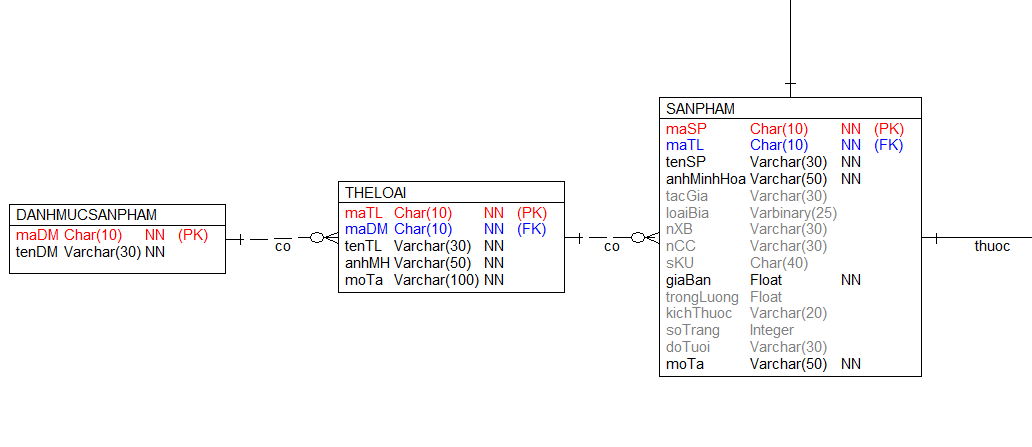 DANHMUCSANPHAM
maDM Char(10) NN (PK)
tenDM Varchar(30) NN
co
THELOAI
maTL Char(10) NN (PK)
maDM Char(10) NN (FK)
tenTL Varchar(30) NN
anhMH Varchar(50) NN
moTa Varchar(100) NN
co
SANPHAM
maSP Char(10) NN (PK)
maTL Char(10) NN (FK)
tenSP Varchar(30) NN
anhMinhHoa Varchar(50) NN
tacGia Varchar(30)
loaiBia Varbinary(25)
nXB Varchar(30)
nCC Varchar(30)
sKU Char(40)
giaBan Float NN
trongLuong Float
kichThuoc Varchar(20)
soTrang Integer
doTuoi Varchar(30)
moTa Varchar(50) NN
thuoc